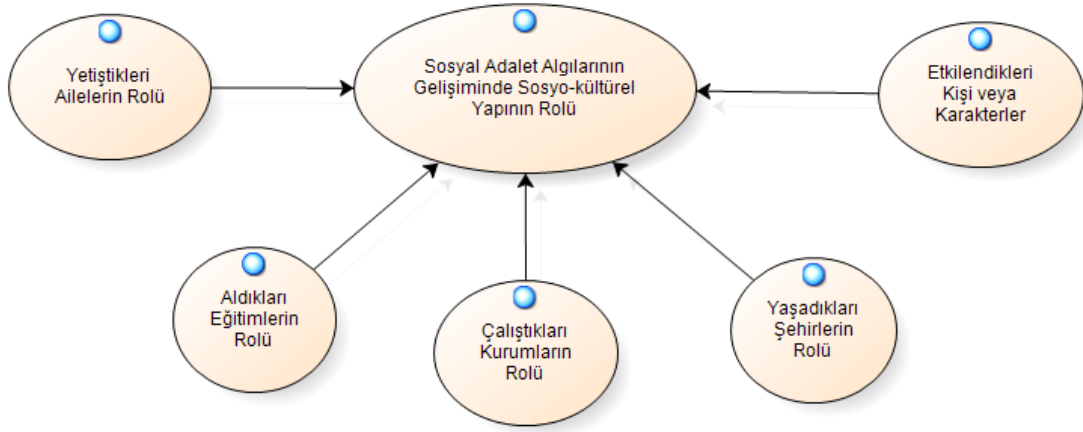 Yetiştikleri
Ailelerin Rolü
Sosyal Adalet Algılarının
Gelişiminde Sosyo-kültürel
Yapının Rolü
Etkilendikleri
Kişi veya
Karakterler
Aldıkları
Eğitimlerin
Rolü
Çalıştıkları
Kurumların
Rolü
Yaşadıkları
Şehirlerin
Rolü